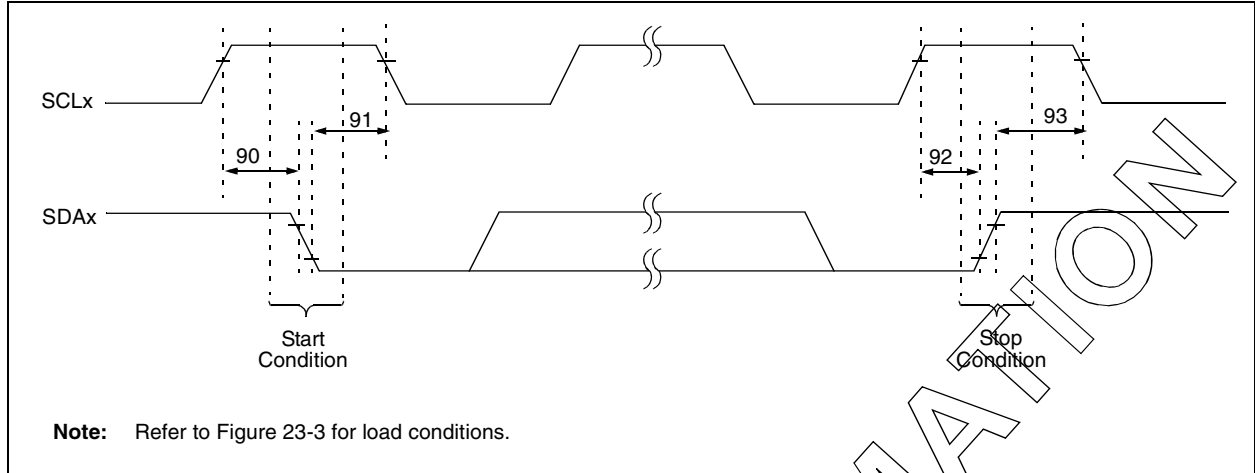 SCLx
91
93
90
92
SDAx
Start
Condition
Stop
Condition
Note: Refer to Figure 23-3 for load conditions.
MATION